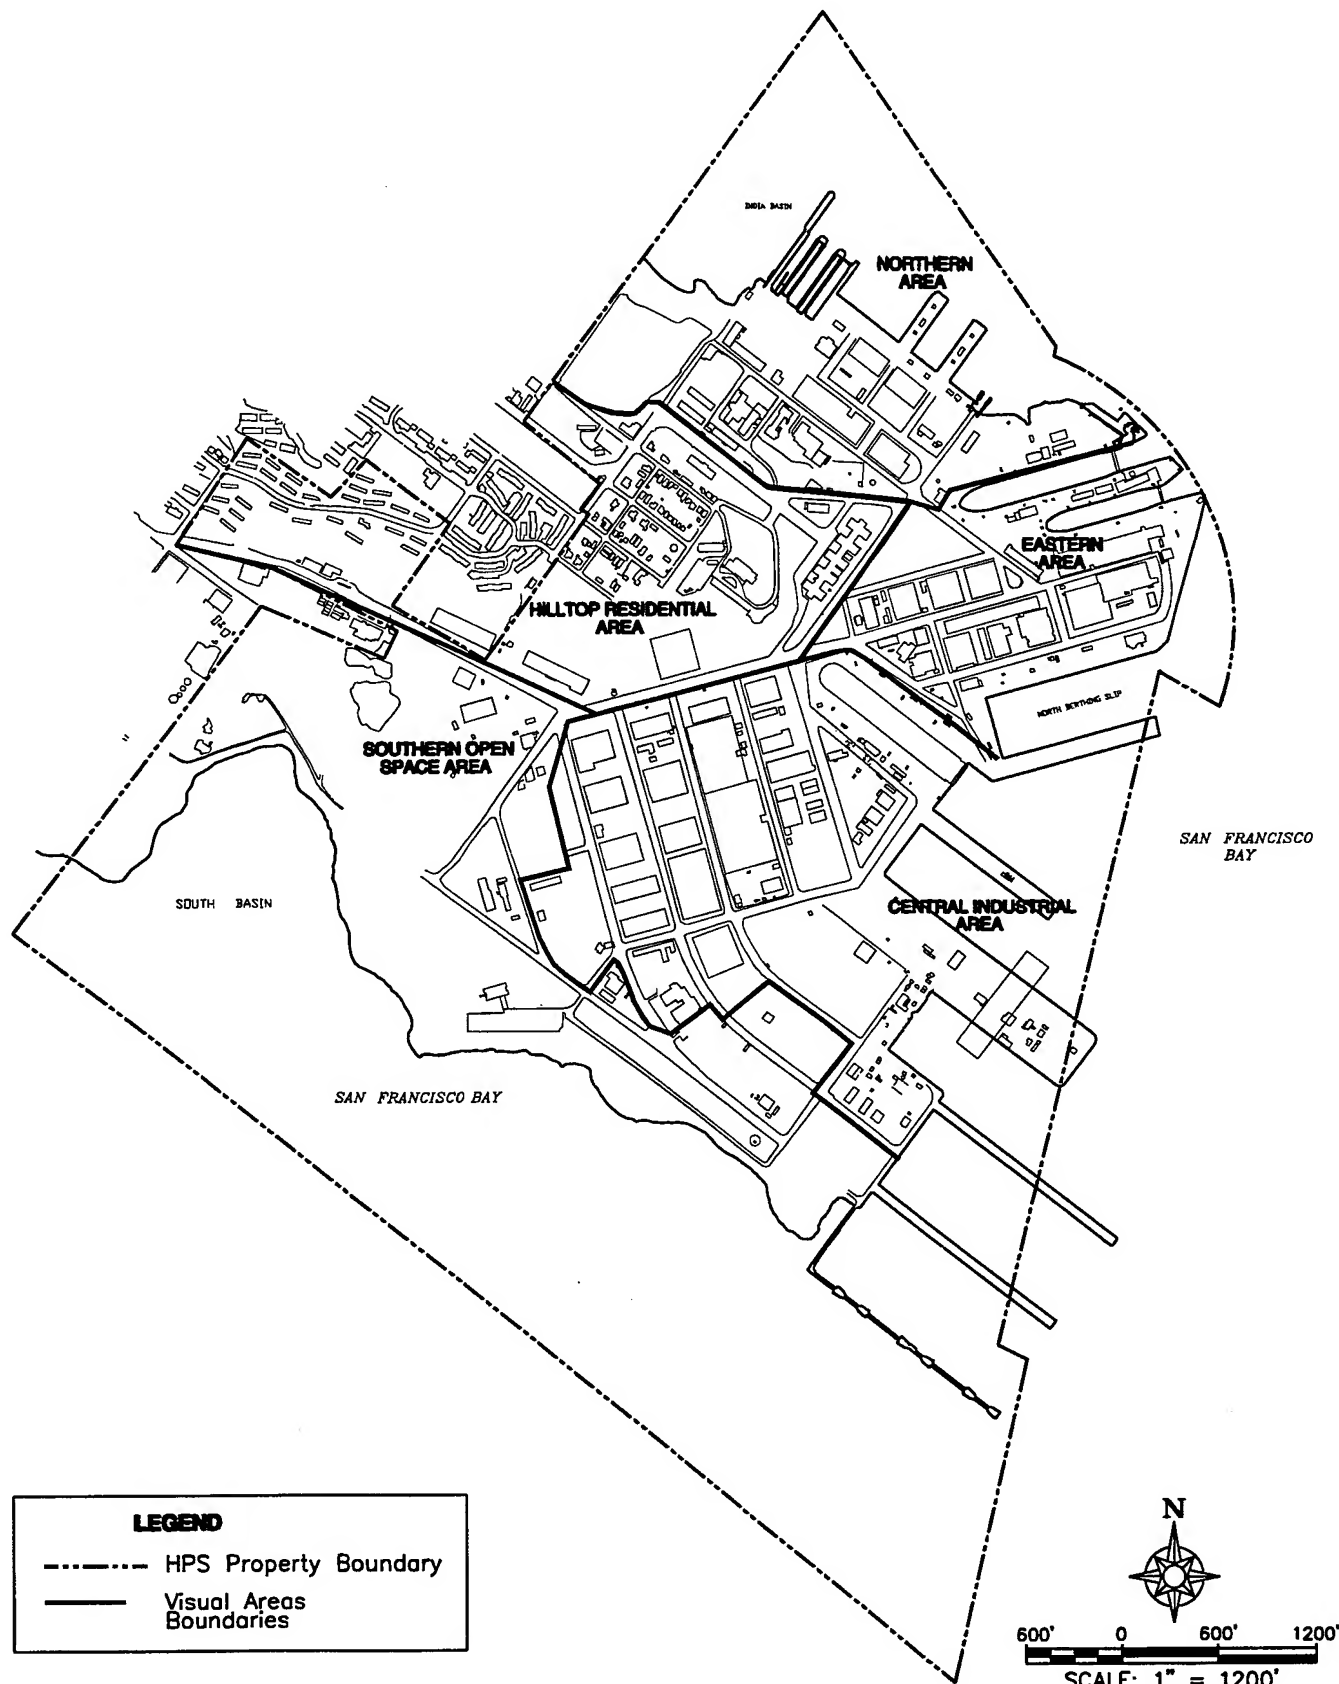 INDIA BASIN
NORTHERN
AREA
EASTERN
AREA
HILLTOP RESIDENTIAL
AREA
NORTH BERTHING SLIP
SOUTHERN OPEN
SPACE AREA
SAN FRANCISCO
BAY
SOUTH BASIN
CENTRAL INDUSTRIAL
AREA
SAN FRANCISCO BAY
LEGEND
HPS Property Boundary
Visual Areas
Boundaries
N
600' 0 600' 1200'
SCALE: 1" = 1200'